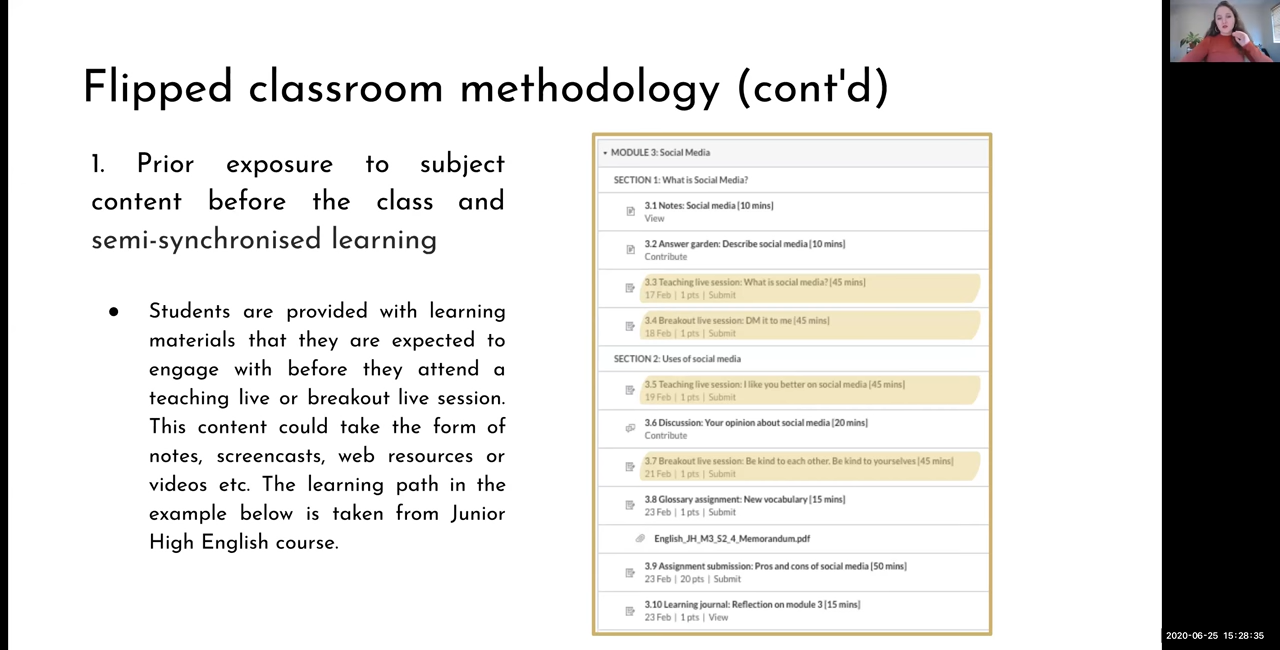 Flipped classroom methodology (cont'd)
1. Prior exposure to subject
content before the class and
semi-synchronised learning
● Students are provided with learning
materials that they are expected to
engage with before they attend a
teaching live or breakout live session.
This content could take the form of
notes, screencasts, web resources or
videos etc. The learning path in the
example below is taken from Junior
High English course.
MODULE 3: Social Media
SECTION 1: What is Social Media?
3.1 Notes: Social media [10 mins]
View
3.2 Answer garden: Describe social media [10 mins]
Contribute
3.3 Teaching live session: What is social media? [45 mins]
17 Feb | 1 pts | Submit
3.4 Breakout live session: DM it to me [45 mins]
18 Feb | 1 pts | Submit
SECTION 2: Uses of social media
3.5 Teaching live session: I like you better on social media [45 mins]
19 Feb | 1 pts | Submit
3.6 Discussion: Your opinion about social media [20 mins]
Contribute
3.7 Breakout live session: Be kind to each other. Be kind to yourselves [45 mins]
21 Feb | 1 pts | Submit
3.8 Glossary assignment: New vocabulary [15 mins]
23 Feb | 1 pts | Submit
English_JH_M3_S2_4_Memorandum.pdf
3.9 Assignment submission: Pros and cons of social media [50 mins]
23 Feb | 20 pts | Submit
3.10 Learning journal: Reflection on module 3 [15 mins]
23 Feb | 1 pts | View
2020-06-25 15:28:35